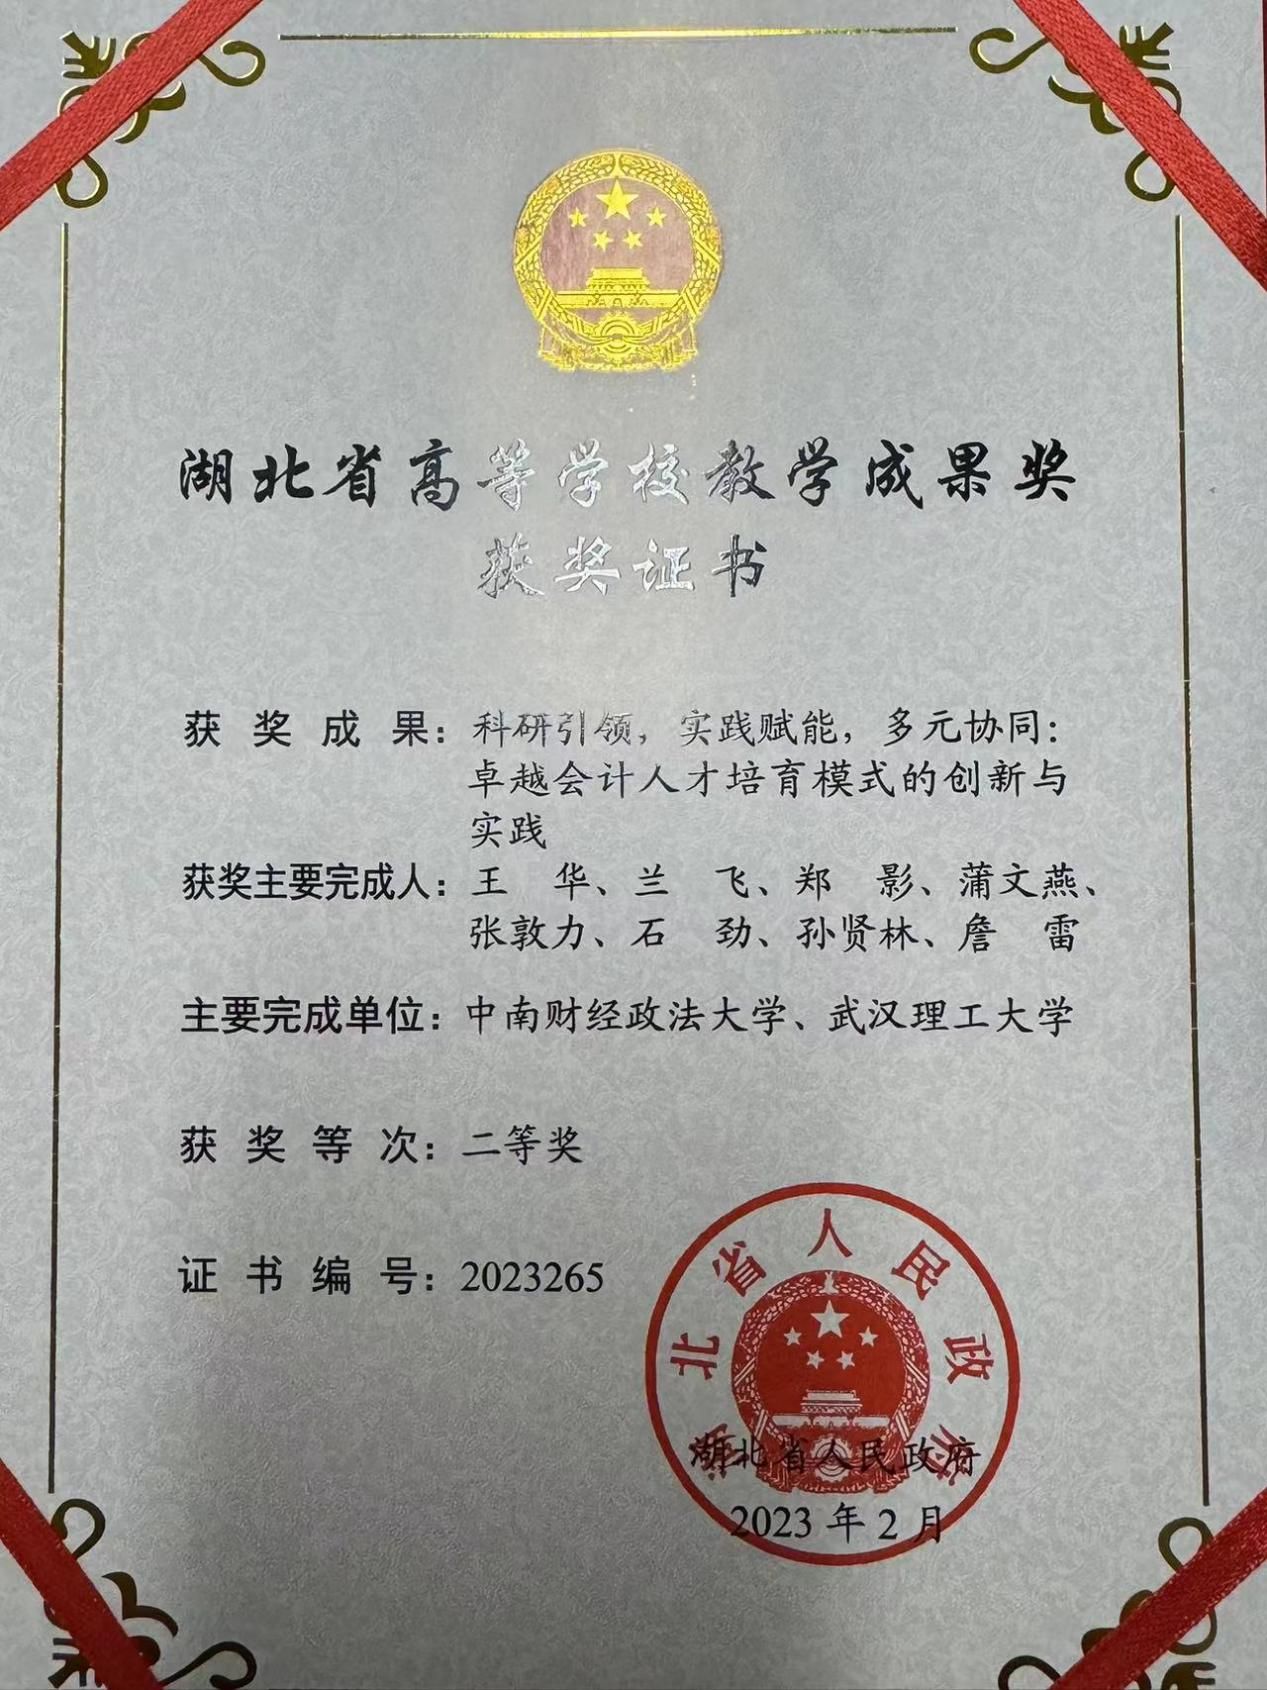 湖北省高等学校教学成果奖
获奖证书
获奖成果：科研引领，实践赋能，多元协同：
卓越会计人才培育模式的创新与
实践
获奖主要完成人：王　华、兰　飞、郑　影、蒲文燕、
张敦力、石　劲、孙贤林、詹　雷
主要完成单位：中南财经政法大学、武汉理工大学
获奖等次：二等奖
证书编号：2023265
湖北省人民政府
湖北省人民政府
2023年2月